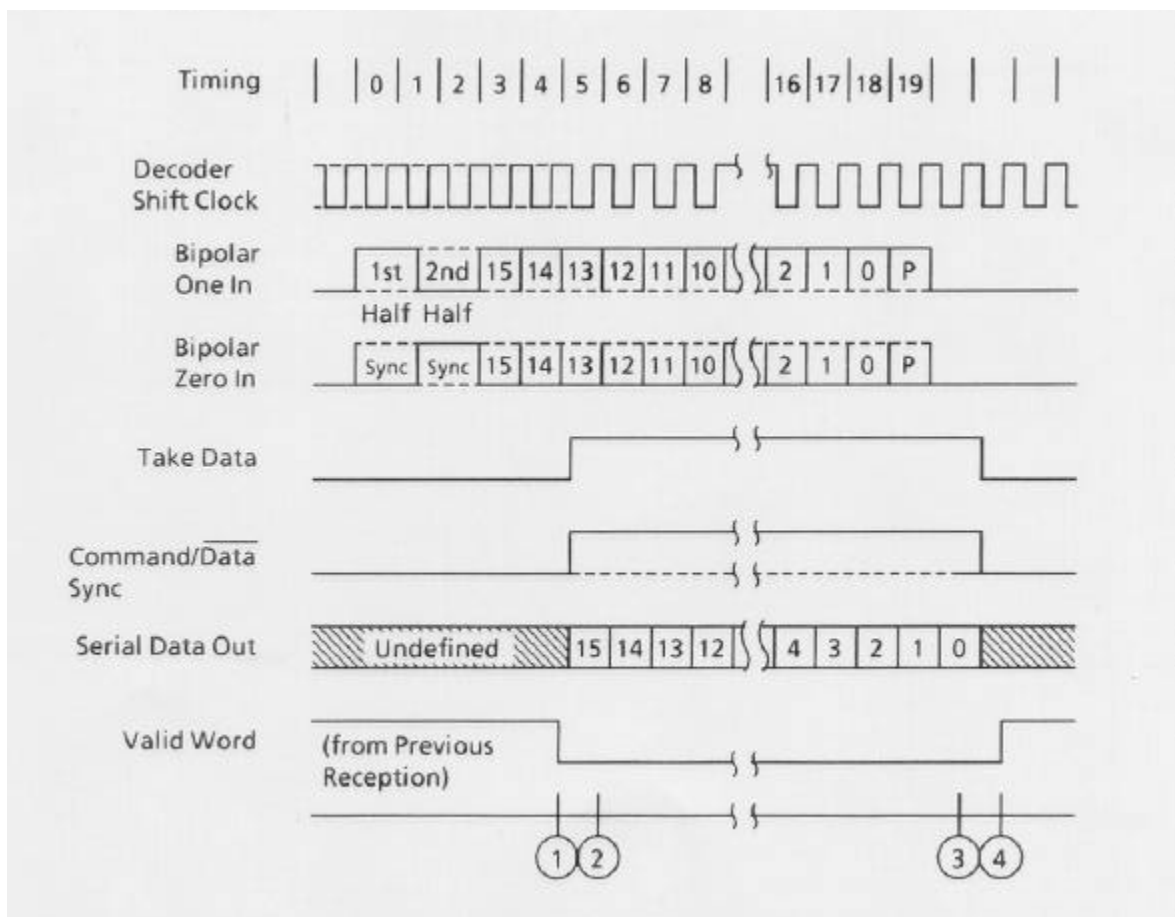 Timing 0 1 2 3 4 5 6 7 8 16 17 18 19
Decoder
Shift Clock
Bipolar
One In
1st 2nd 15 14 13 12 11 10 2 1 0 P
Half Half
Bipolar
Zero In
Sync Sync 15 14 13 12 11 10 2 1 0 P
Take Data
Command/Data
Sync
Serial Data Out Undefined 15 14 13 12 4 3 2 1 0
Valid Word
(from Previous
Reception)
1 2 3 4